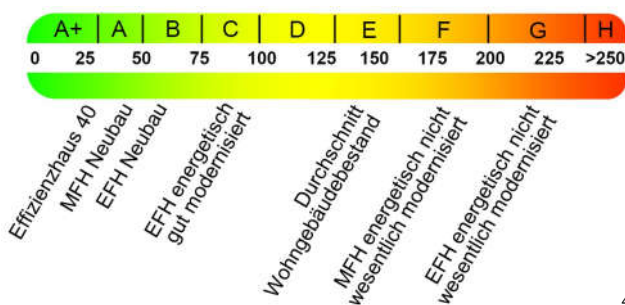 A+ A B C D E F G H
0 25 50 75 100 125 150 175 200 225 >250
Effizienzhaus 40
MFH Neubau
EFH Neubau
EFH energetisch
gut modernisiert
Durchschnitt
Wohngebäudebestand
MFH energetisch nicht
wesentlich modernisiert
EFH energetisch nicht
wesentlich modernisiert